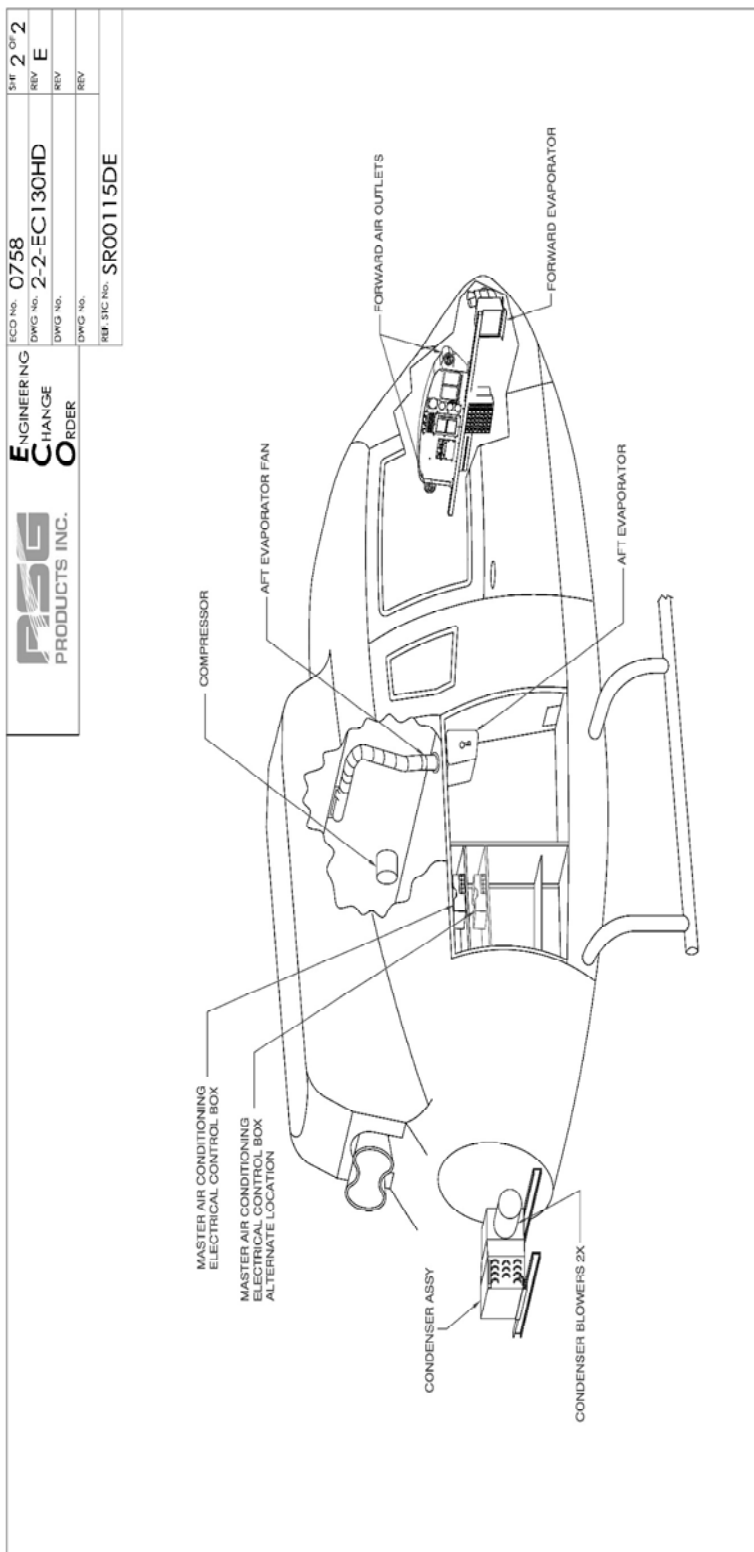 RSG
PRODUCTS INC.
ENGINEERING
CHANGE
ORDER
ECO No. 0758
SHT 2 OF 2
DWG No. 2-2-EC130HD
REV E
DWG No.
REV
DWG No.
REV
REF. STC No. SR00115DE
MASTER AIR CONDITIONING
ELECTRICAL CONTROL BOX
MASTER AIR CONDITIONING
ELECTRICAL CONTROL BOX
ALTERNATE LOCATION
COMPRESSOR
AFT EVAPORATOR FAN
FORWARD AIR OUTLETS
CONDENSER ASSY
CONDENSER BLOWERS 2X
AFT EVAPORATOR
FORWARD EVAPORATOR